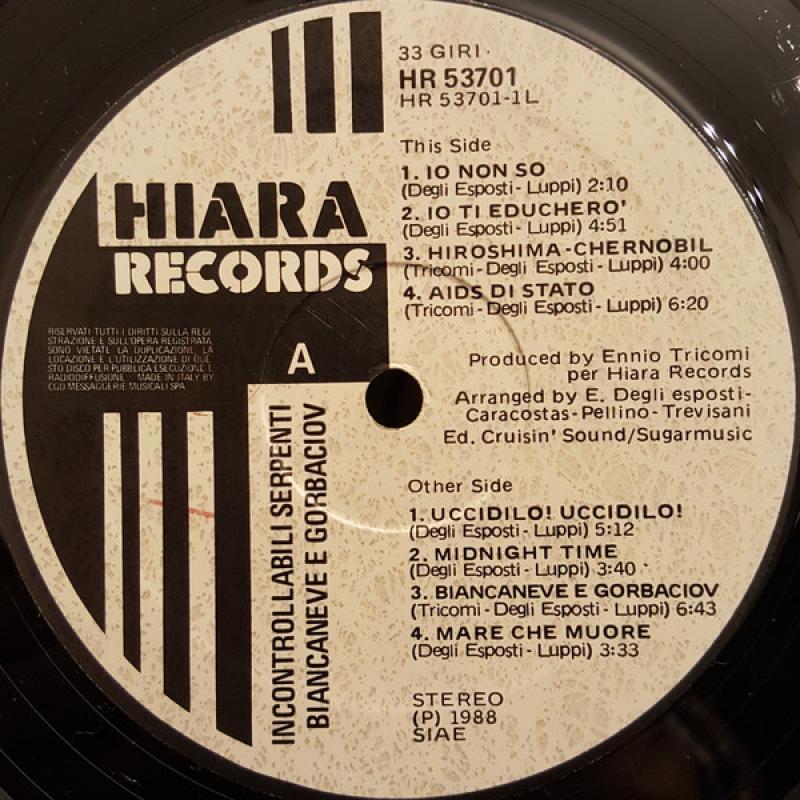 33 GIRI
HR 53701
HR 53701-1L
This Side
1. IO NON SO
(Degli Esposti - Luppi) 2:10
2. IO TI EDUCHERO'
(Degli Esposti - Luppi) 4:51
3. HIROSHIMA - CHERNOBIL
(Tricomi - Degli Esposti - Luppi) 4:00
4. AIDS DI STATO
(Tricomi - Degli Esposti - Luppi) 6:20
HIARA
RECORDS
RISERVATI TUTTI I DIRITTI SULLA REGI
STRAZIONE E SULL'OPERA REGISTRATA
SONO VIETATE LA DUPLICAZIONE, LA
LOCAZIONE E L'UTILIZZAZIONE DI QUE
STO DISCO PER PUBBLICA ESECUZIONE E
RADIODIFFUSIONE MADE IN ITALY BY
CGD MESSAGGERIE MUSICALI SPA
A
Produced by Ennio Tricomi
per Hiara Records
Arranged by E. Degli esposti-
Caracostas-Pellino-Trevisani
Ed. Cruisin' Sound/Sugarmusic
INCONTROLLABILI SERPENTI
BIANCANEVE E GORBACIOV
Other Side
1. UCCIDILO! UCCIDILO!
(Degli Esposti - Luppi) 5:12
2. MIDNIGHT TIME
(Degli Esposti - Luppi) 3:40
3. BIANCANEVE E GORBACIOV
(Tricomi - Degli Esposti - Luppi) 6:43
4. MARE CHE MUORE
(Degli Esposti - Luppi) 3:33
STEREO
(P) 1988
SIAE